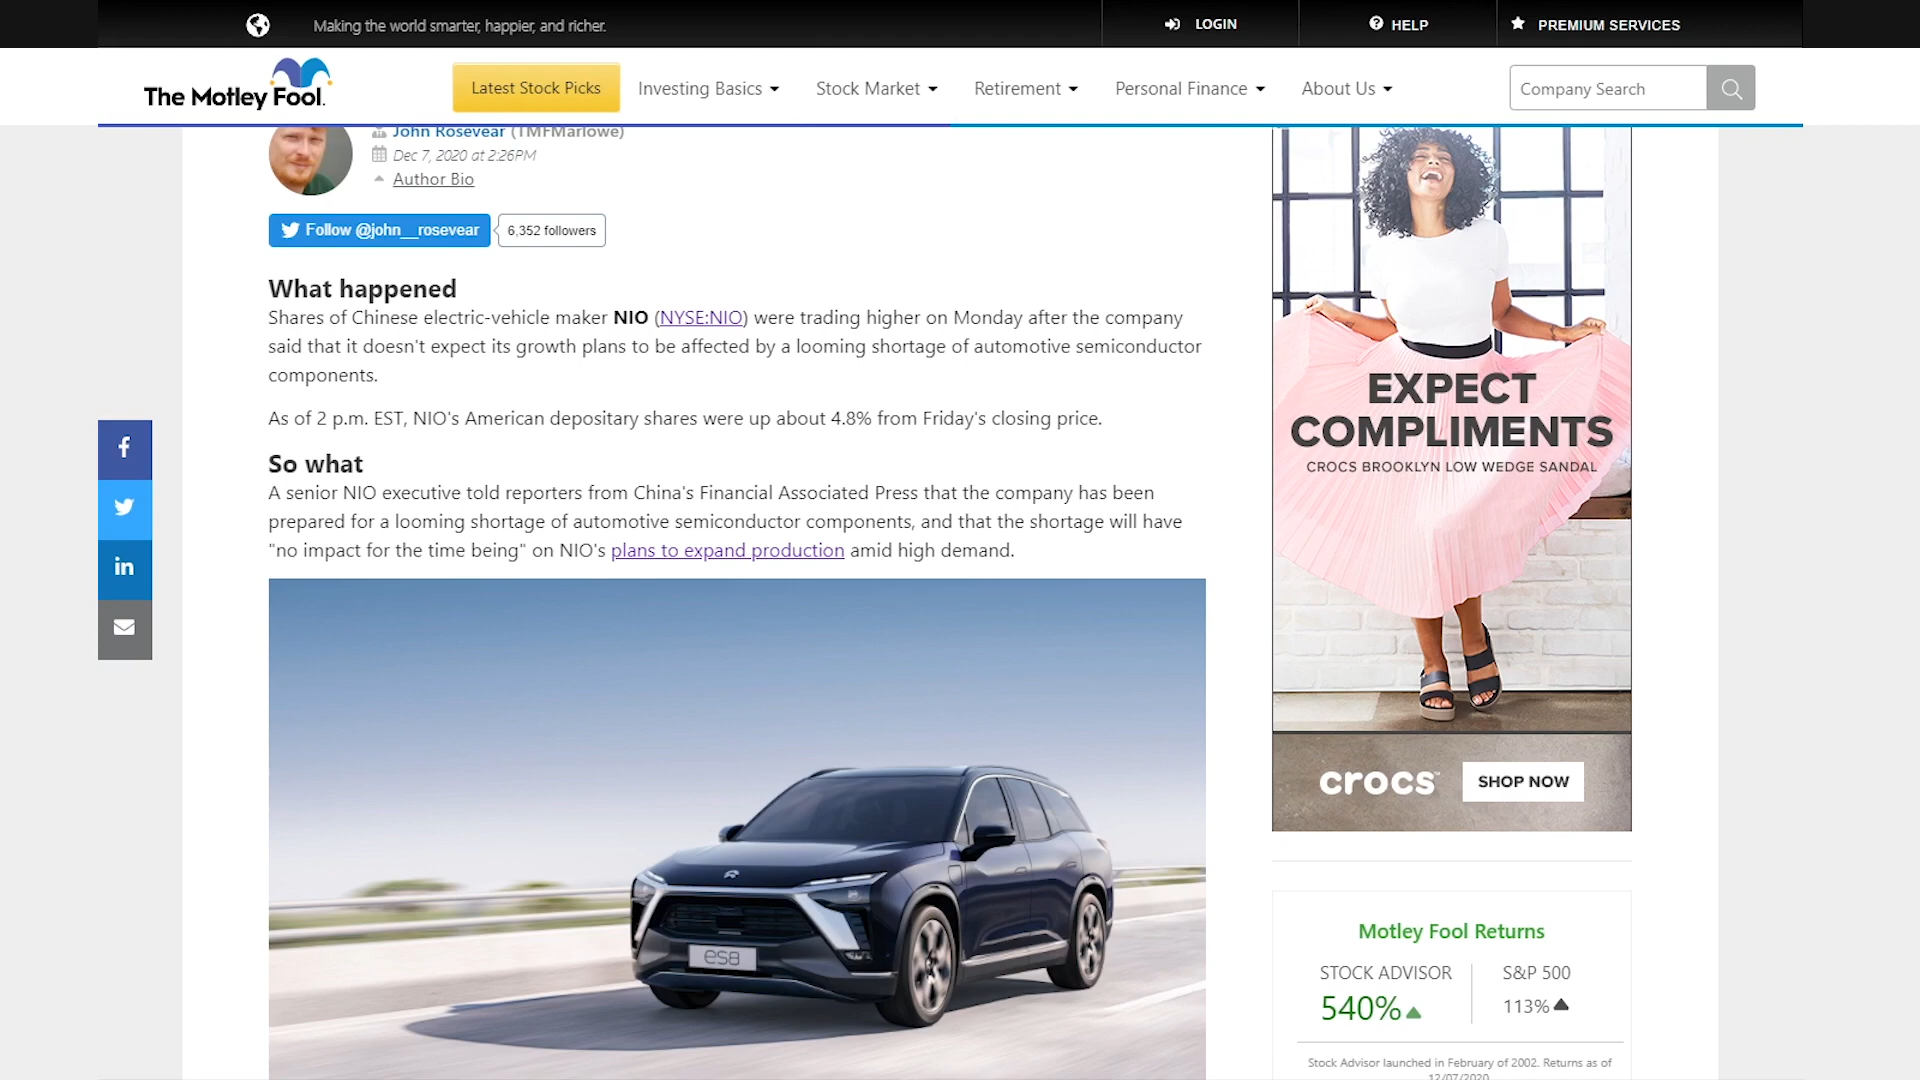 Making the world smarter, happier, and richer.
LOGIN
HELP
PREMIUM SERVICES
The Motley Fool.
Latest Stock Picks
Investing Basics
Stock Market
Retirement
Personal Finance
About Us
Company Search
John Rosevear (TMFMarlowe)
Dec 7, 2020 at 2:26PM
Author Bio
Follow @john__rosevear
6,352 followers
What happened
Shares of Chinese electric-vehicle maker NIO (NYSE:NIO) were trading higher on Monday after the company
said that it doesn't expect its growth plans to be affected by a looming shortage of automotive semiconductor
components.
As of 2 p.m. EST, NIO's American depositary shares were up about 4.8% from Friday's closing price.
So what
A senior NIO executive told reporters from China's Financial Associated Press that the company has been
prepared for a looming shortage of automotive semiconductor components, and that the shortage will have
"no impact for the time being" on NIO's plans to expand production amid high demand.
es8
EXPECT
COMPLIMENTS
CROCS BROOKLYN LOW WEDGE SANDAL
crocs™
SHOP NOW
Motley Fool Returns
STOCK ADVISOR
540%
S&P 500
113%
Stock Advisor launched in February of 2002. Returns as of
12/07/2020